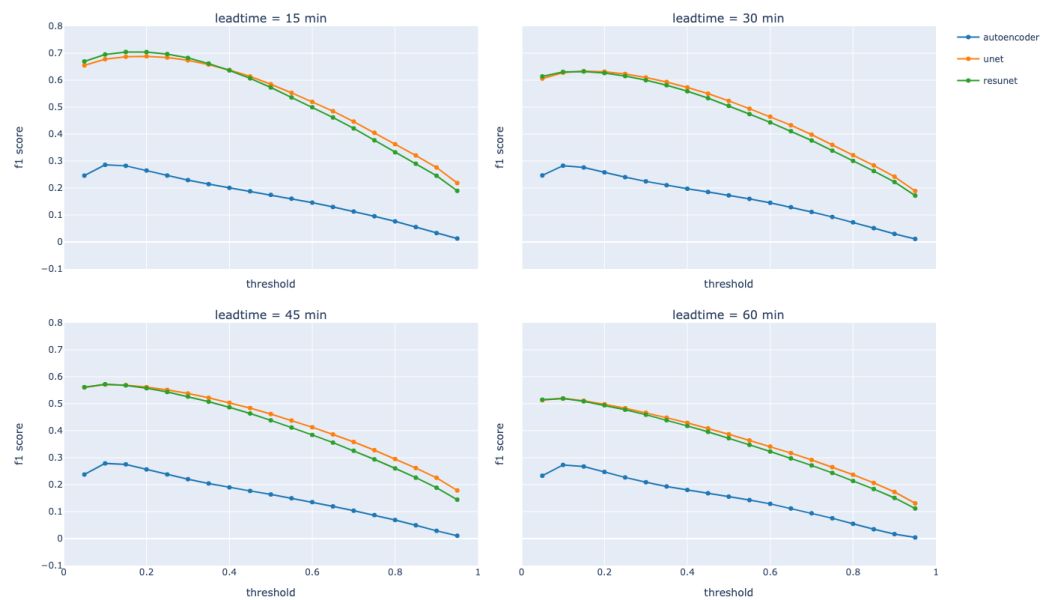 leadtime = 15 min
leadtime = 30 min
autoencoder
unet
resunet
0.8
0.7
0.6
0.5
0.4
0.3
0.2
0.1
0
−0.1
f1 score
f1 score
threshold
threshold
leadtime = 45 min
leadtime = 60 min
0.8
0.7
0.6
0.5
0.4
0.3
0.2
0.1
0
−0.1
f1 score
f1 score
0 0.2 0.4 0.6 0.8 1
0 0.2 0.4 0.6 0.8 1
threshold
threshold